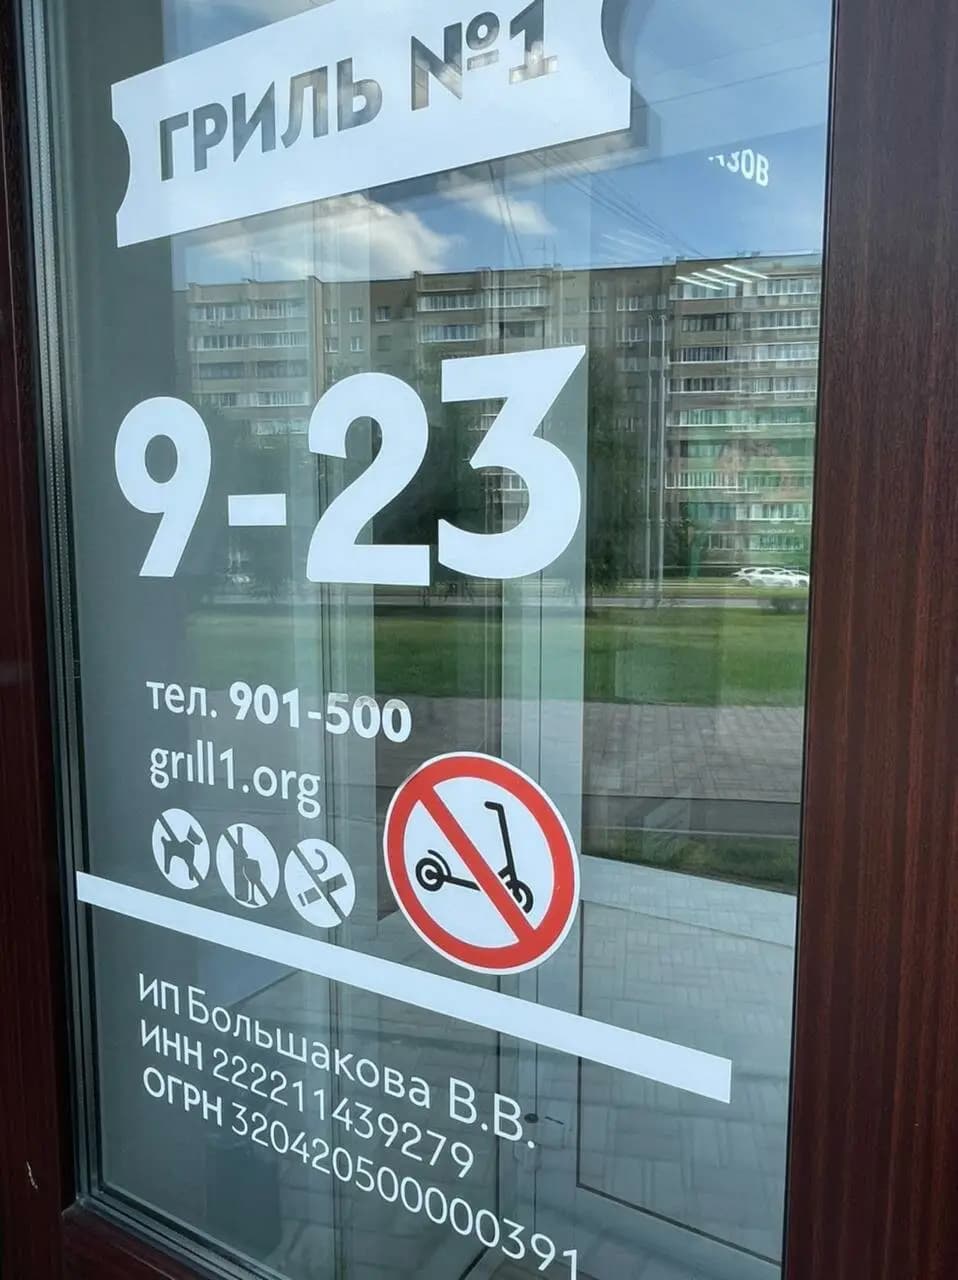 ГРИЛЬ №1
9-23
тел. 901-500
grill1.org
ИП Большакова В.В.
ИНН 222211439279
ОГРН 320420500000391